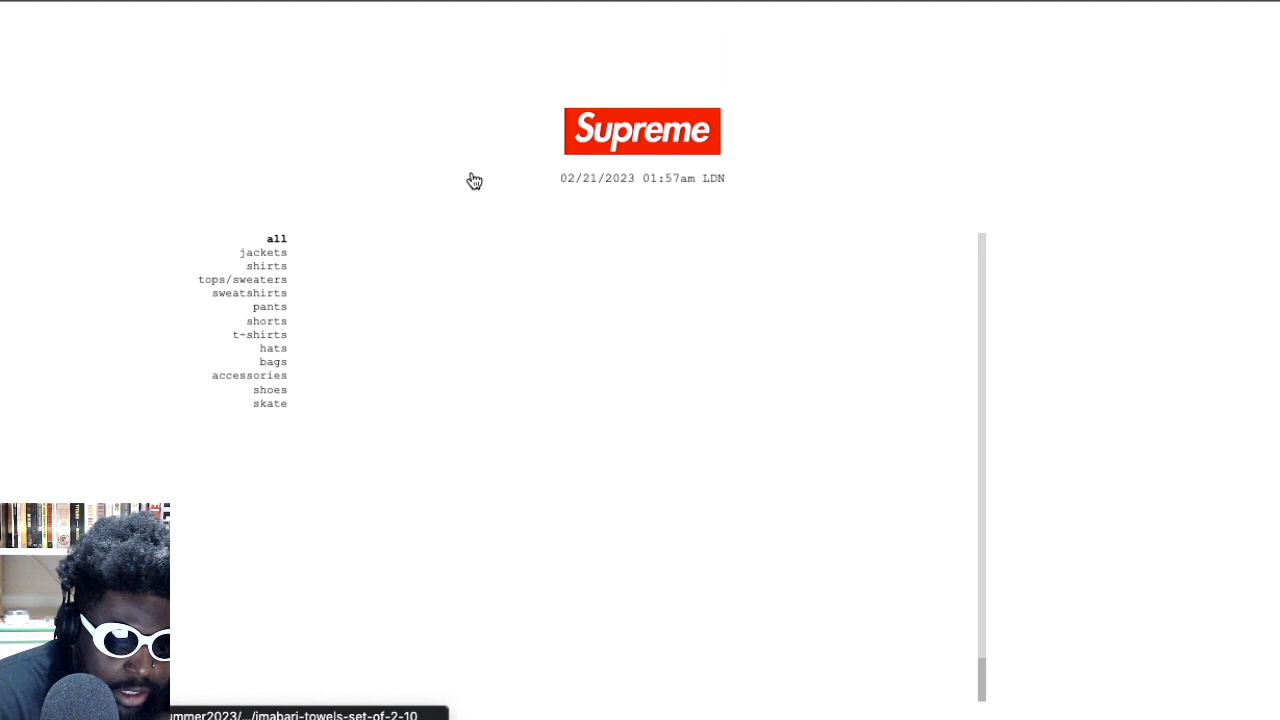 Supreme
02/21/2023 01:57am LDN
all
jackets
shirts
tops/sweaters
sweatshirts
pants
shorts
t-shirts
hats
bags
accessories
shoes
skate
ummer2023/.../imabari-towels-set-of-2-10